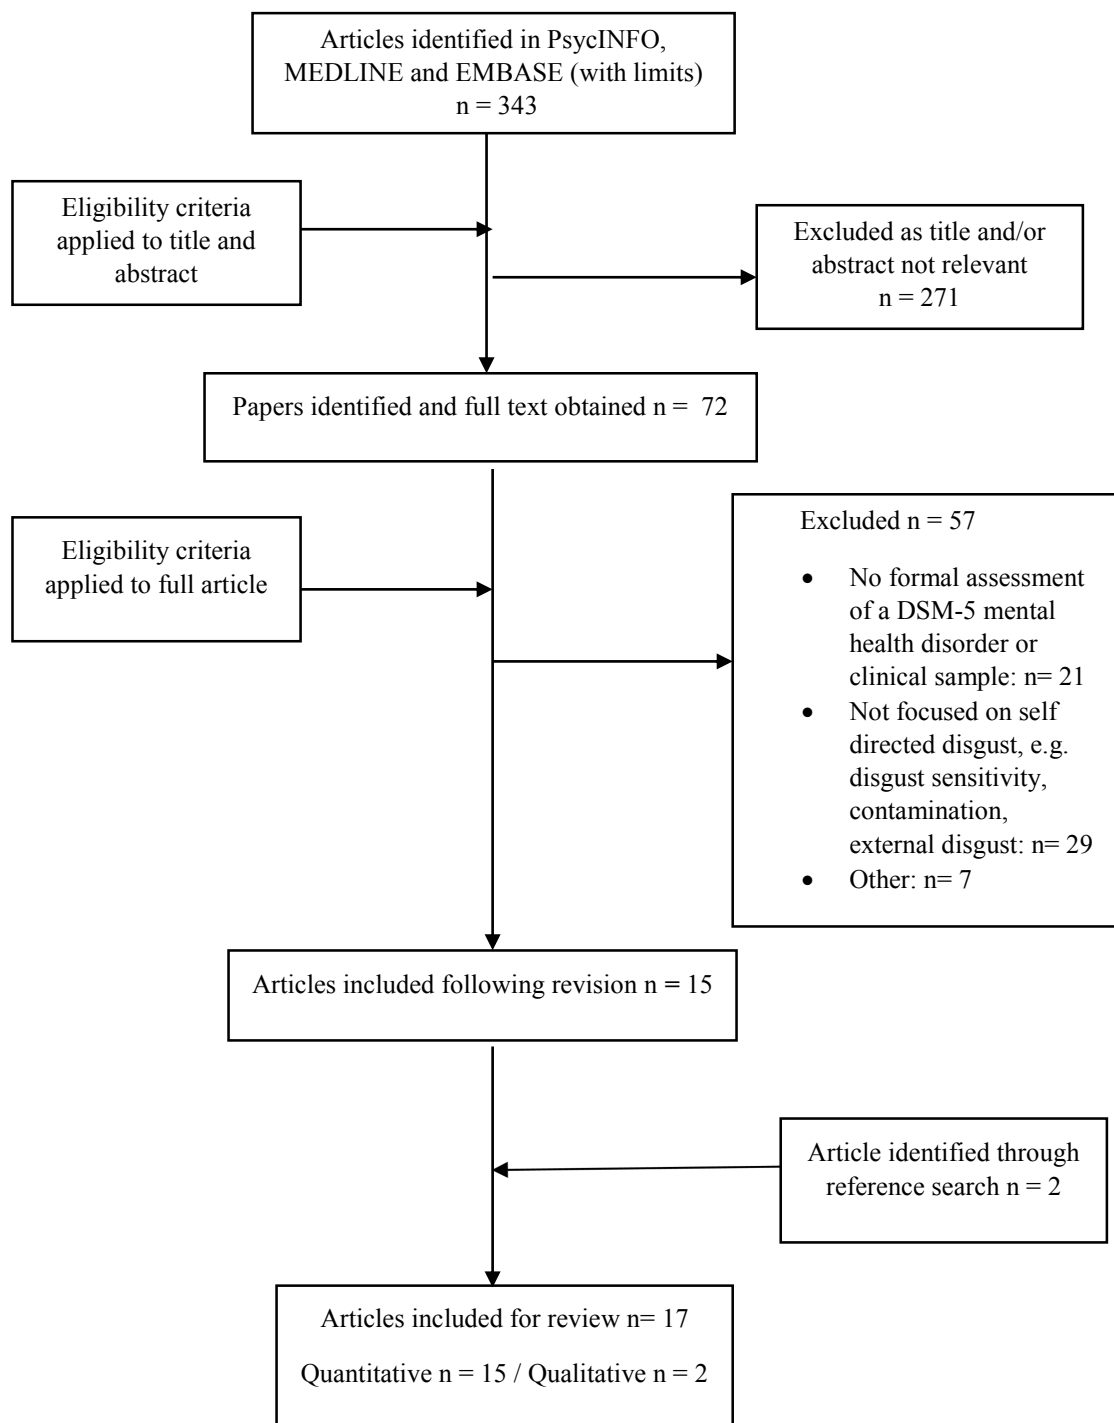 Articles identified in PsycINFO,
MEDLINE and EMBASE (with limits)
n = 343
Eligibility criteria
applied to title and
abstract
Excluded as title and/or
abstract not relevant
n = 271
Papers identified and full text obtained n = 72
Eligibility criteria
applied to full article
Excluded n = 57
• No formal assessment
of a DSM-5 mental
health disorder or
clinical sample: n= 21
• Not focused on self
directed disgust, e.g.
disgust sensitivity,
contamination,
external disgust: n= 29
• Other: n= 7
Articles included following revision n = 15
Article identified through
reference search n = 2
Articles included for review n= 17
Quantitative n = 15 / Qualitative n = 2